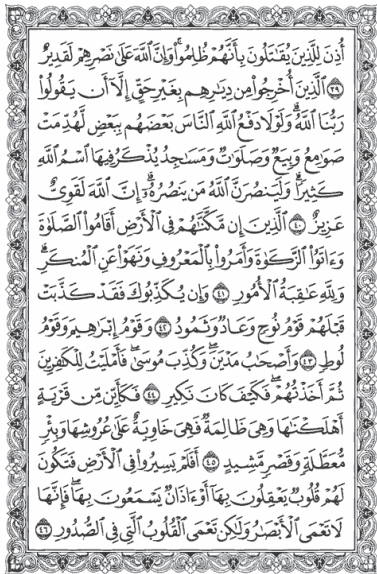 أُذِنَ لِلَّذِينَ يُقَٰتَلُونَ بِأَنَّهُمْ ظُلِمُوا۟ ۚ وَإِنَّ ٱللَّهَ عَلَىٰ نَصْرِهِمْ لَقَدِيرٌ
٣٩ ٱلَّذِينَ أُخْرِجُوا۟ مِن دِيَٰرِهِم بِغَيْرِ حَقٍّ إِلَّآ أَن يَقُولُوا۟
رَبُّنَا ٱللَّهُ ۗ وَلَوْلَا دَفْعُ ٱللَّهِ ٱلنَّاسَ بَعْضَهُم بِبَعْضٍ لَّهُدِّمَتْ
صَوَٰمِعُ وَبِيَعٌ وَصَلَوَٰتٌ وَمَسَٰجِدُ يُذْكَرُ فِيهَا ٱسْمُ ٱللَّهِ
كَثِيرًا ۗ وَلَيَنصُرَنَّ ٱللَّهُ مَن يَنصُرُهُۥٓ ۗ إِنَّ ٱللَّهَ لَقَوِىٌّ
عَزِيزٌ ٤٠ ٱلَّذِينَ إِن مَّكَّنَّٰهُمْ فِى ٱلْأَرْضِ أَقَامُوا۟ ٱلصَّلَوٰةَ
وَءَاتَوُا۟ ٱلزَّكَوٰةَ وَأَمَرُوا۟ بِٱلْمَعْرُوفِ وَنَهَوْا۟ عَنِ ٱلْمُنكَرِ ۗ
وَلِلَّهِ عَٰقِبَةُ ٱلْأُمُورِ ٤١ وَإِن يُكَذِّبُوكَ فَقَدْ كَذَّبَتْ
قَبْلَهُمْ قَوْمُ نُوحٍ وَعَادٌ وَثَمُودُ ٤٢ وَقَوْمُ إِبْرَٰهِيمَ وَقَوْمُ
لُوطٍ ٤٣ وَأَصْحَٰبُ مَدْيَنَ ۖ وَكُذِّبَ مُوسَىٰ فَأَمْلَيْتُ لِلْكَٰفِرِينَ
ثُمَّ أَخَذْتُهُمْ ۖ فَكَيْفَ كَانَ نَكِيرِ ٤٤ فَكَأَيِّن مِّن قَرْيَةٍ
أَهْلَكْنَٰهَا وَهِىَ ظَالِمَةٌ فَهِىَ خَاوِيَةٌ عَلَىٰ عُرُوشِهَا وَبِئْرٍ
مُّعَطَّلَةٍ وَقَصْرٍ مَّشِيدٍ ٤٥ أَفَلَمْ يَسِيرُوا۟ فِى ٱلْأَرْضِ فَتَكُونَ
لَهُمْ قُلُوبٌ يَعْقِلُونَ بِهَآ أَوْ ءَاذَانٌ يَسْمَعُونَ بِهَا ۖ فَإِنَّهَا
لَا تَعْمَى ٱلْأَبْصَٰرُ وَلَٰكِن تَعْمَى ٱلْقُلُوبُ ٱلَّتِى فِى ٱلصُّدُورِ ٤٦